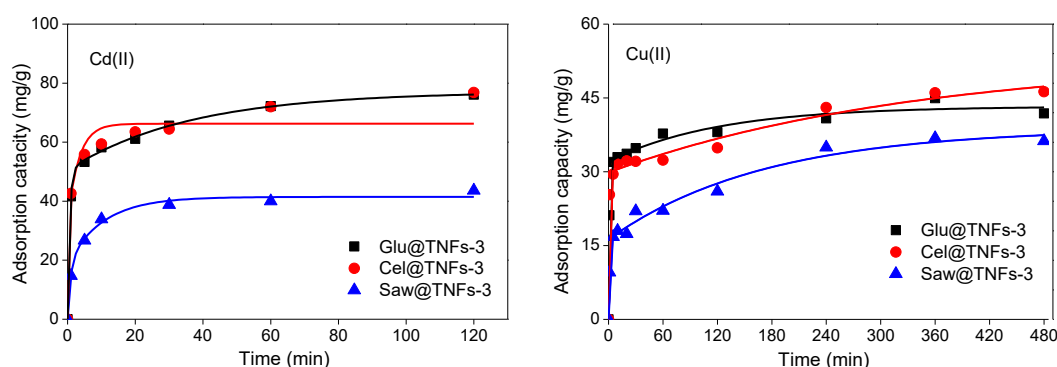 Cd(II)
Adsorption catacity (mg/g)
100
80
60
40
20
0
Glu@TNFs-3
Cel@TNFs-3
Saw@TNFs-3
0 20 40 60 80 100 120
Time (min)
Cu(II)
Adsorption capacity (mg/g)
60
45
30
15
0
Glu@TNFs-3
Cel@TNFs-3
Saw@TNFs-3
0 60 120 180 240 300 360 420 480
Time (min)